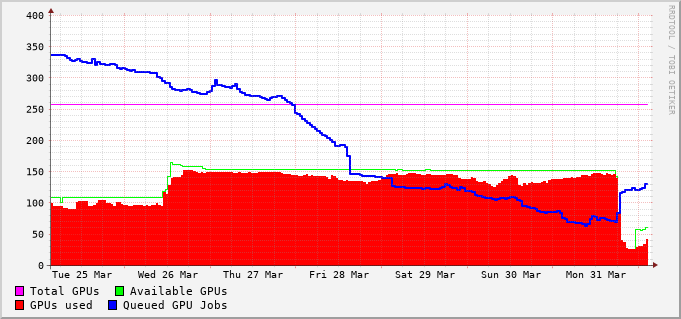 400
350
300
250
200
150
100
50
0
Tue 25 Mar Wed 26 Mar Thu 27 Mar Fri 28 Mar Sat 29 Mar Sun 30 Mar Mon 31 Mar
Total GPUs Available GPUs
GPUs used Queued GPU Jobs
RRDTOOL / TOBI OETIKER